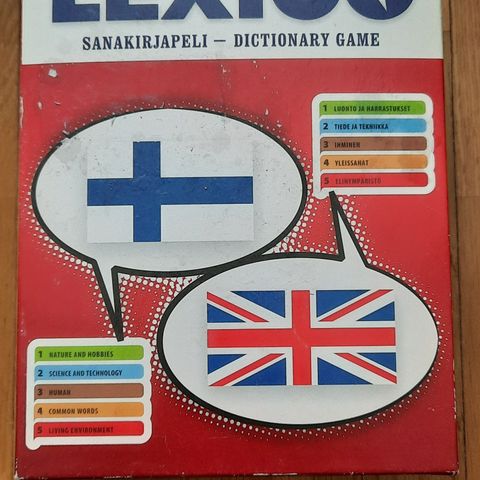 LEXICO
SANAKIRJAPELI – DICTIONARY GAME
1 LUONTO JA HARRASTUKSET
2 TIEDE JA TEKNIIKKA
3 IHMINEN
4 YLEISSANAT
5 ELINYMPÄRISTÖ
1 NATURE AND HOBBIES
2 SCIENCE AND TECHNOLOGY
3 HUMAN
4 COMMON WORDS
5 LIVING ENVIRONMENT